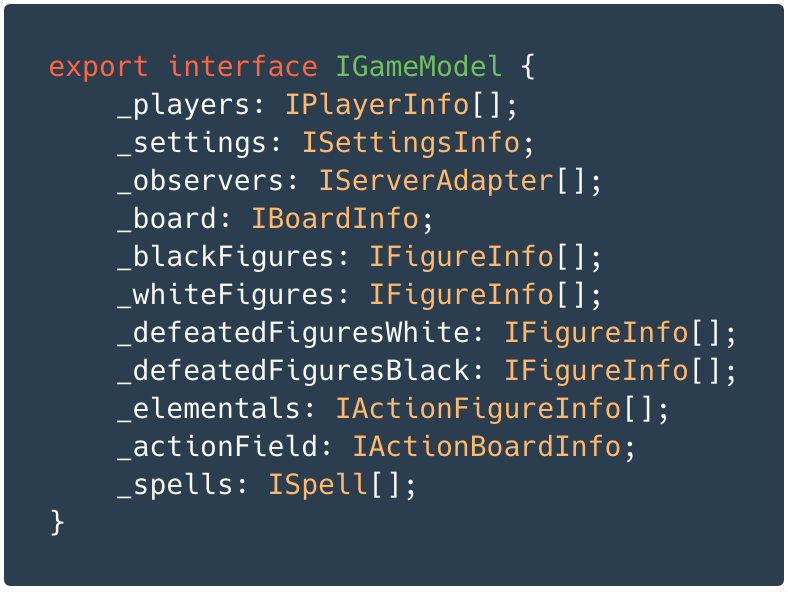 export interface IGameModel {
    _players: IPlayerInfo[];
    _settings: ISettingsInfo;
    _observers: IServerAdapter[];
    _board: IBoardInfo;
    _blackFigures: IFigureInfo[];
    _whiteFigures: IFigureInfo[];
    _defeatedFiguresWhite: IFigureInfo[];
    _defeatedFiguresBlack: IFigureInfo[];
    _elementals: IActionFigureInfo[];
    _actionField: IActionBoardInfo;
    _spells: ISpell[];
}